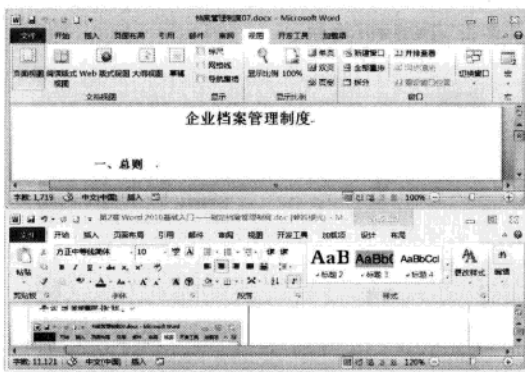 档案管理制度07.docx - Microsoft Word
文件 开始 插入 页面布局 引用 邮件 审阅 视图 开发工具 加载项
页面视图 阅读版式视图 Web 版式视图 大纲视图 草稿
标尺
网格线
导航窗格
显示比例 100%
单页
双页
页宽
新建窗口
全部重排
拆分
并排查看
切换窗口 宏
文档视图 显示 显示比例 窗口 宏
企业档案管理制度
一、总则
字数: 1,719 中文(中国) 插入 100%
文件 开始 插入 页面布局 引用 邮件 审阅 视图 开发工具 加载项 设计 布局
粘贴 方正中等线简体 10
AaB AaBb( AaBbCcI
标题 2 标题 3 标题 4
更改样式 编辑
剪贴板 字体 段落 样式
字数: 11,121 中文(中国) 插入 120%